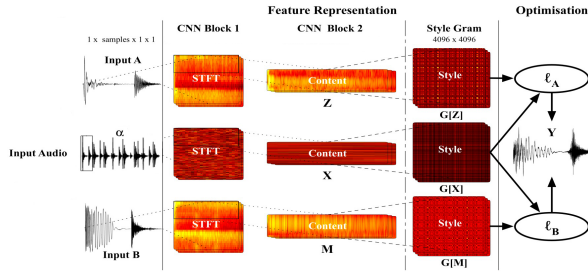 Feature Representation
Optimisation
CNN Block 1
CNN Block 2
Style Gram
4096 x 4096
1 x samples x 1 x 1
Input A
STFT
Content
Z
Style
G[Z]
ℓA
Input Audio
α
STFT
Content
X
Style
G[X]
Y
Input B
STFT
Content
M
Style
G[M]
ℓB